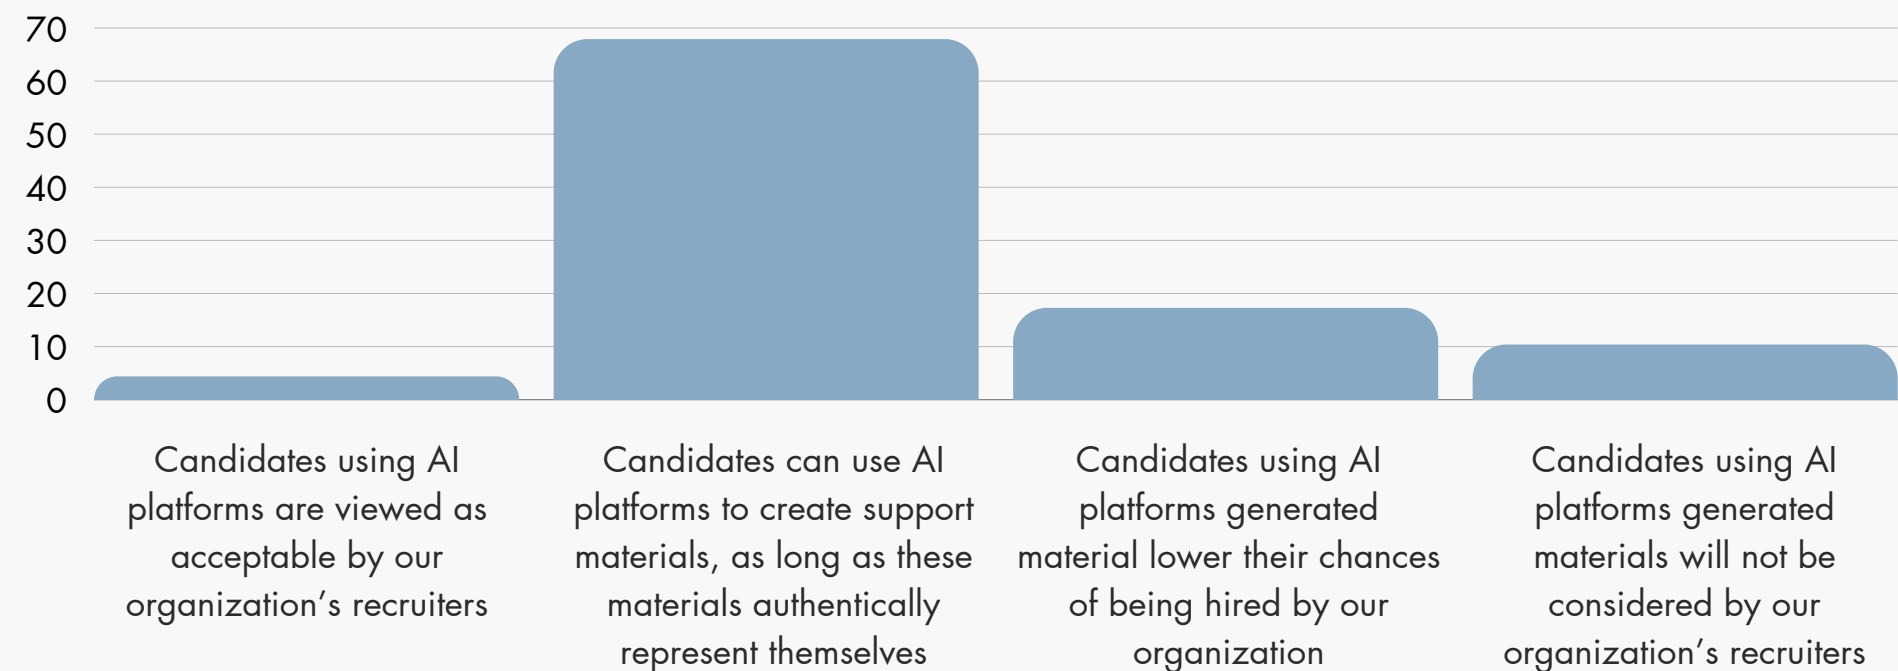 70
60
50
40
30
20
10
0
Candidates using AI
platforms are viewed as
acceptable by our
organization’s recruiters
Candidates can use AI
platforms to create support
materials, as long as these
materials authentically
represent themselves
Candidates using AI
platforms generated
material lower their chances
of being hired by our
organization
Candidates using AI
platforms generated
materials will not be
considered by our
organization’s recruiters